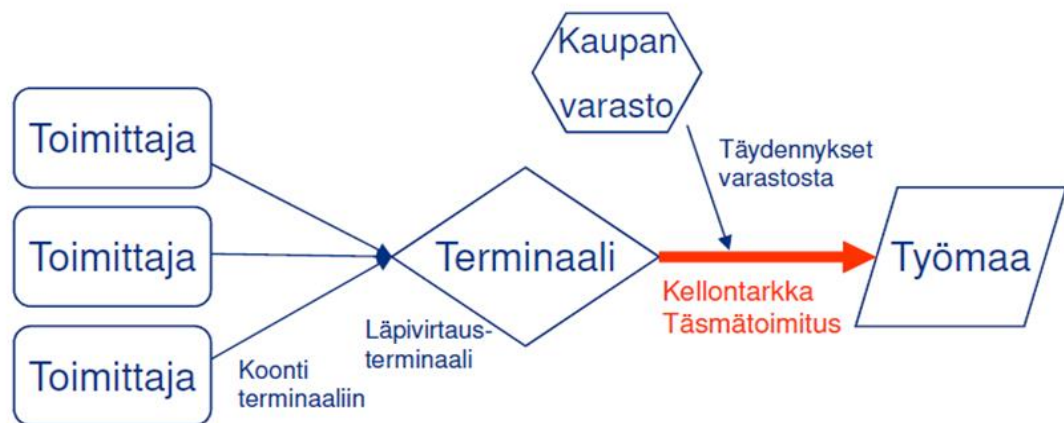 Toimittaja
Toimittaja
Toimittaja
Koonti
terminaaliin
Läpivirtaus-
terminaali
Terminaali
Kaupan
varasto
Täydennykset
varastosta
Kellontarkka
Täsmätoimitus
Työmaa